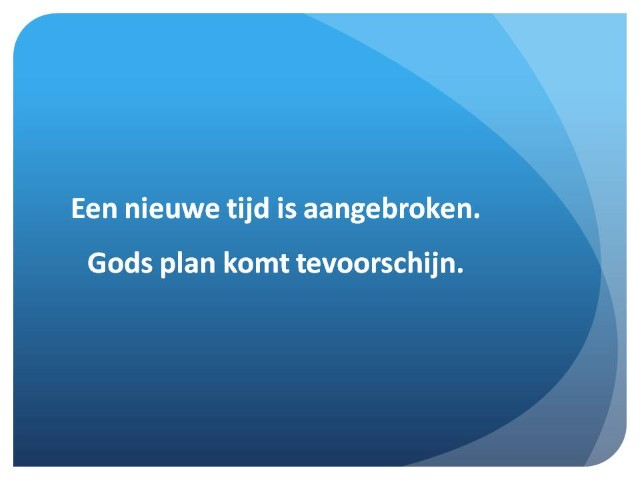 Een nieuwe tijd is aangebroken.
Gods plan komt tevoorschijn.